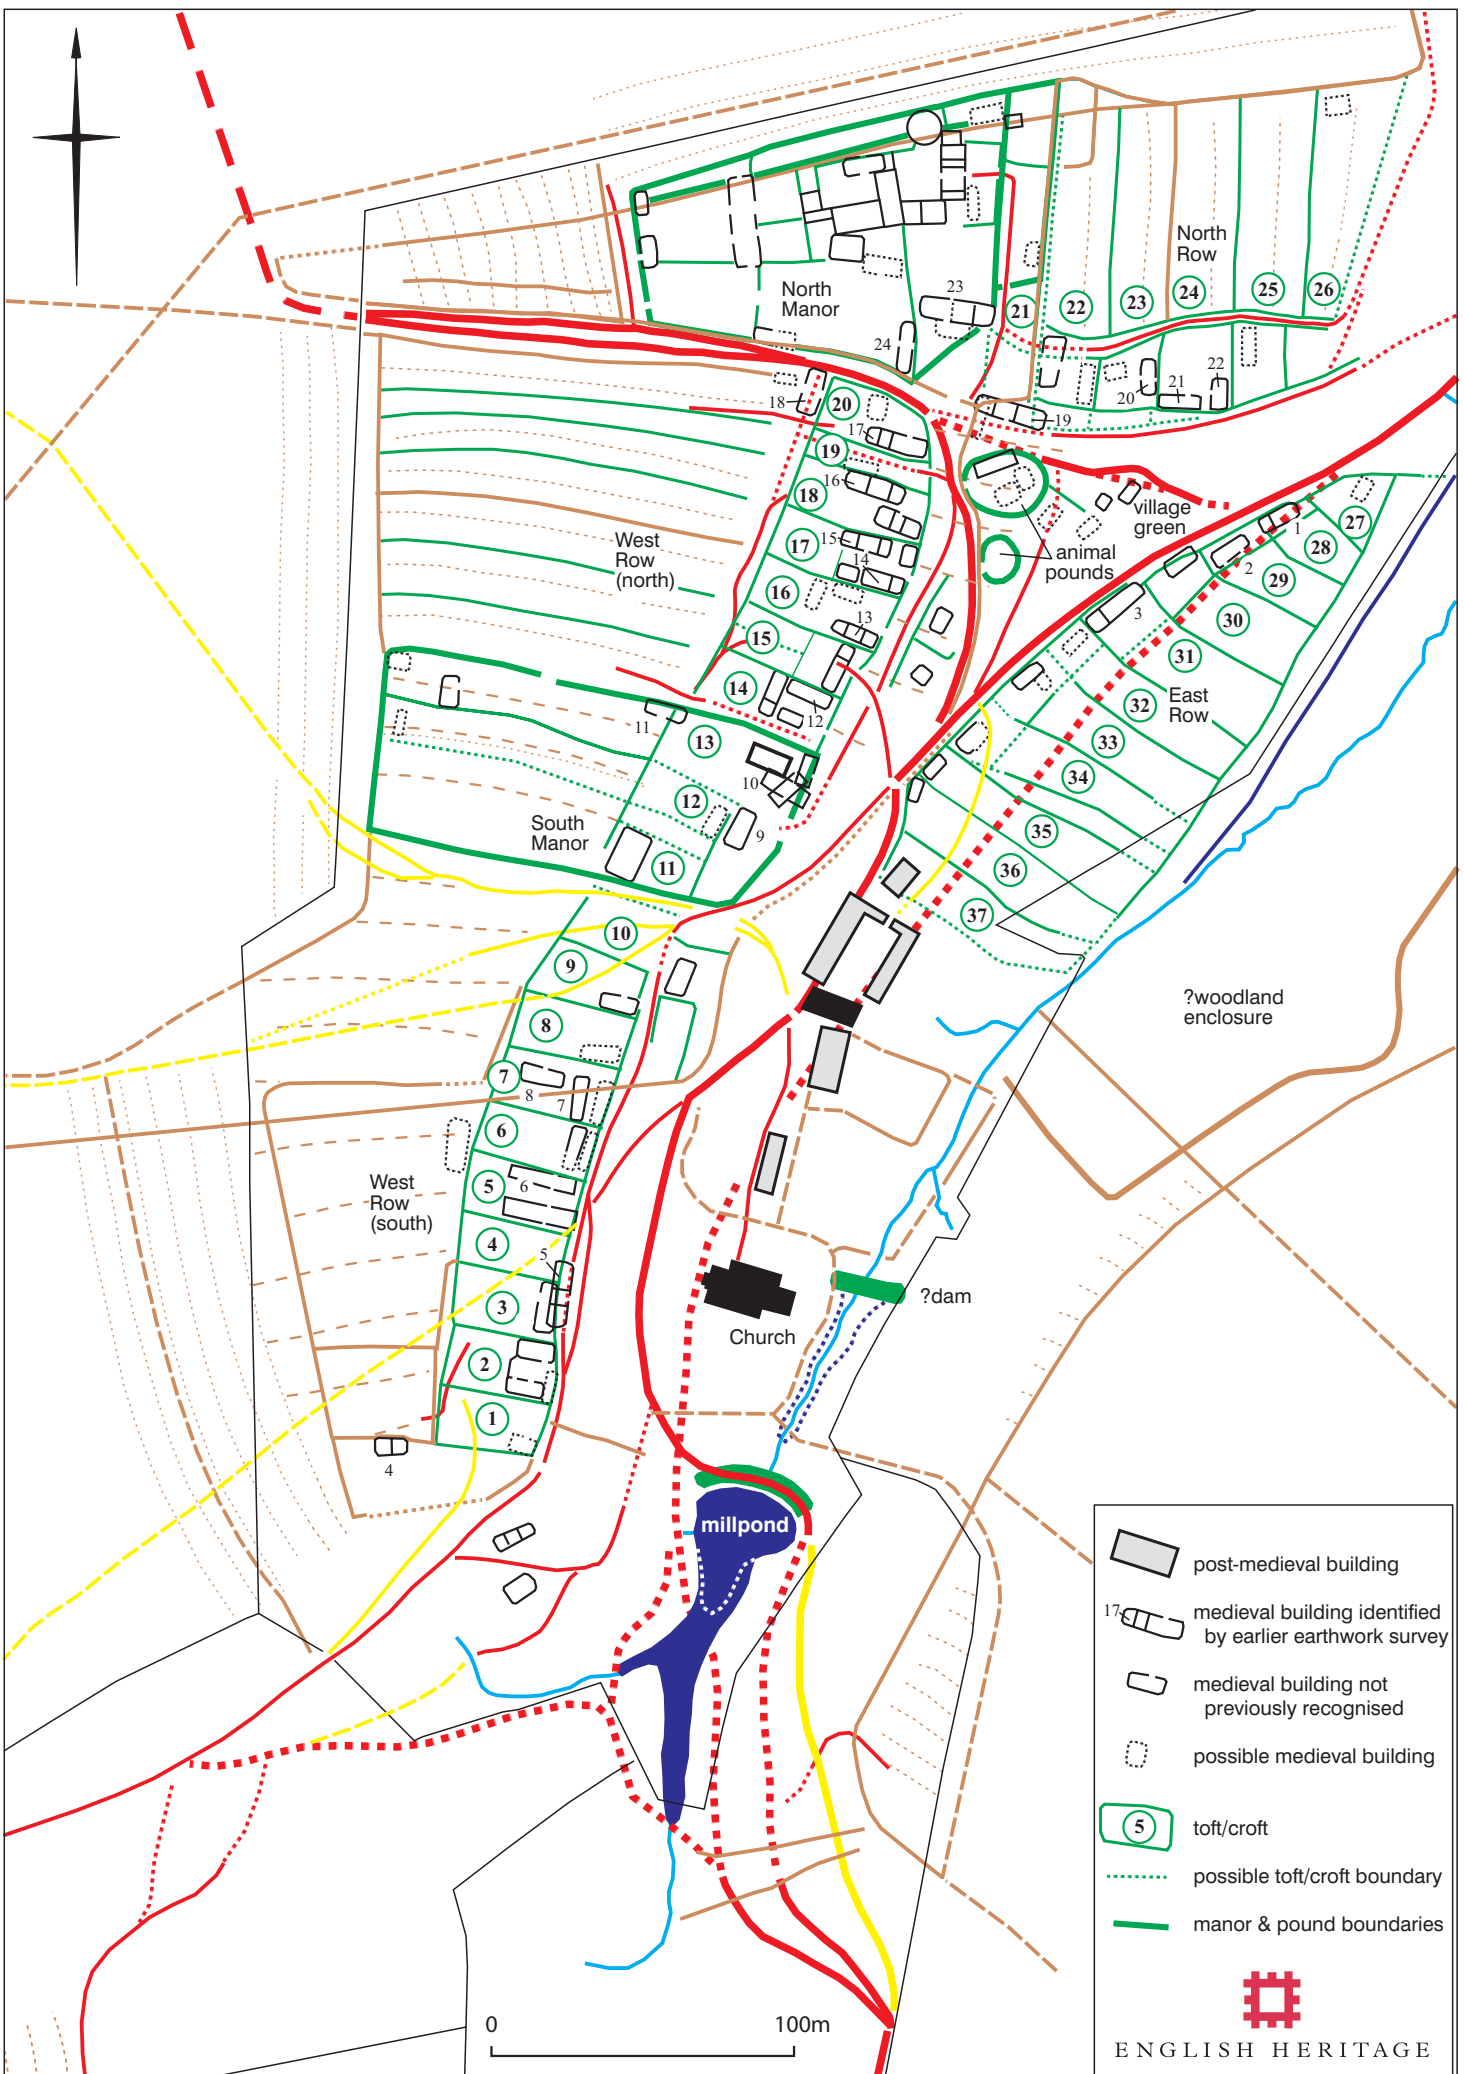 North
Row
23
North
Manor
21
22
23
24
25
26
24
22
21
20
18
20
19
17
19
16
18
village
green
1
27
28
2
29
15
17
animal
pounds
14
West
Row
(north)
16
3
30
13
15
31
14
32
East
Row
12
11
13
33
34
10
12
South
Manor
9
35
11
36
37
10
9
?woodland
enclosure
8
7
8
7
6
West
Row
(south)
5
6
4
5
3
?dam
Church
2
1
4
millpond
post-medieval building
17
medieval building identified
by earlier earthwork survey
medieval building not
previously recognised
possible medieval building
5
toft/croft
possible toft/croft boundary
manor & pound boundaries
0
100m
ENGLISH HERITAGE